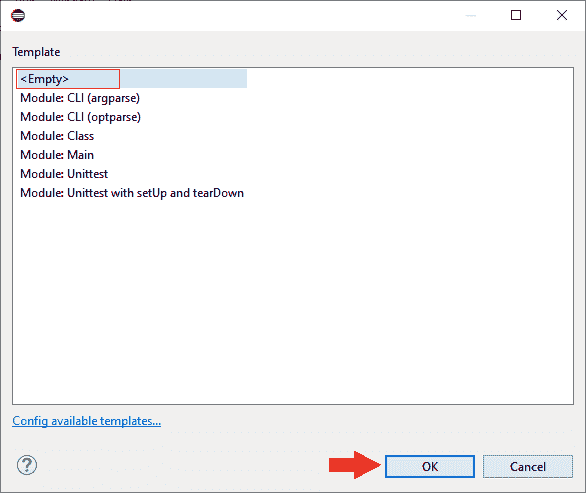 Template
<Empty>
Module: CLI (argparse)
Module: CLI (optparse)
Module: Class
Module: Main
Module: Unittest
Module: Unittest with setUp and tearDown
Config available templates...
?
OK
Cancel